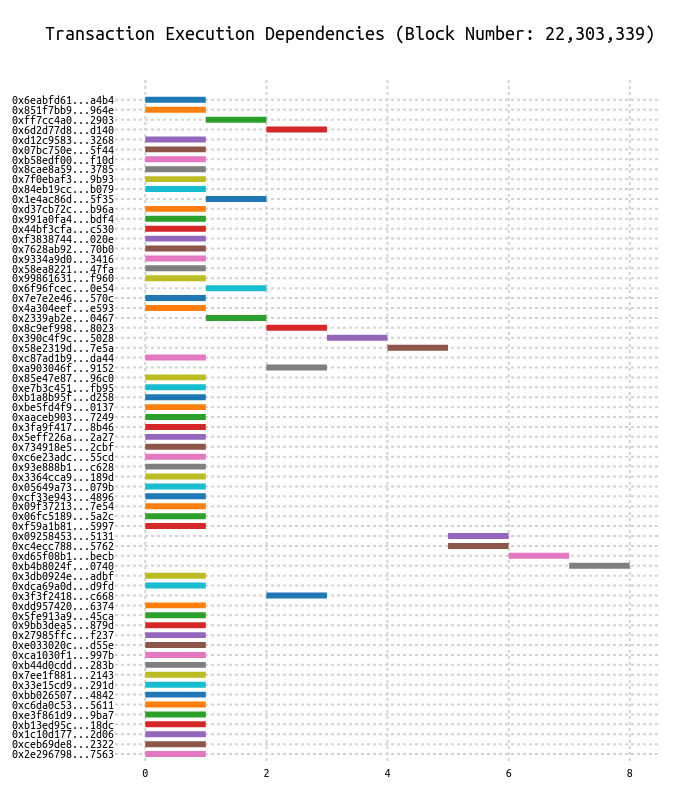 Transaction Execution Dependencies (Block Number: 22,303,339)
0x6eabfd61...a4b4
0x851f7bb9...964e
0xff7cc4a0...2903
0x6d2d77d8...d140
0xd12c9583...3268
0x07bc750e...5f44
0xb58edf00...f10d
0x8cae8a59...3785
0x7f0ebaf3...9b93
0x84eb19cc...b079
0x1e4ac86d...5f35
0xd37cb72c...b96a
0x991a0fa4...bdf4
0x44bf3cfa...c530
0xf3838744...020e
0x7628ab92...70b0
0x9334a9d0...3416
0x58ea8221...47fa
0x99861631...f960
0x6f96fcec...0e54
0x7e7e2e46...570c
0x4a304eef...e593
0x2339ab2e...0467
0x8c9ef998...8023
0x390c4f9c...5028
0x58e2319d...7e5a
0xc87ad1b9...da44
0xa903046f...9152
0x85e47e87...96c0
0xe7b3c451...fb95
0xb1a8b95f...d258
0xbe5fd4f9...0137
0xaaceb903...7249
0x3fa9f417...8b46
0x5eff226a...2a27
0x734918e5...2cbf
0xc6e23adc...55cd
0x93e888b1...c628
0x3364cca9...189d
0x05649a73...079b
0xcf33e943...4896
0x09f37213...7e54
0x06fc5189...5a2c
0xf59a1b81...5997
0x09258453...5131
0xc4ecc788...5762
0xd65f08b1...becb
0xb4b8024f...0740
0x3db0924e...adbf
0xdca69a0d...d9fd
0x3f3f2418...c668
0xdd957420...6374
0x5fe913a9...45ca
0x9bb3dea5...879d
0x27985ffc...f237
0xe033020c...d55e
0xca1030f1...997b
0xb44d0cdd...283b
0x7ee1f881...2143
0x33e15cd9...291d
0xbb026507...4842
0xc6da0c53...5611
0xe3f861d9...9ba7
0xb13ed95c...18dc
0x1c10d177...2d06
0xceb69de8...2322
0x2e296798...7563
0 2 4 6 8